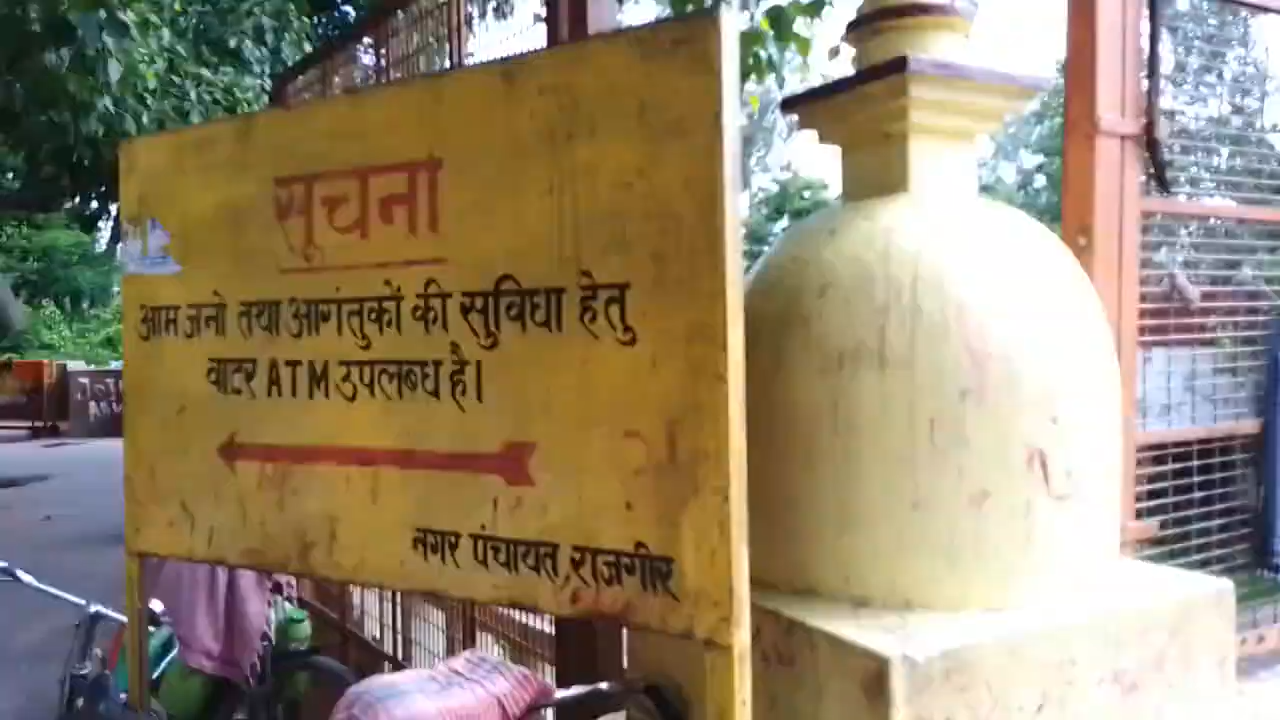 सूचना
आम जनो तथा आगंतुकों की सुविधा हेतु
वाटर ATM उपलब्ध है।
नगर पंचायत, राजगीर